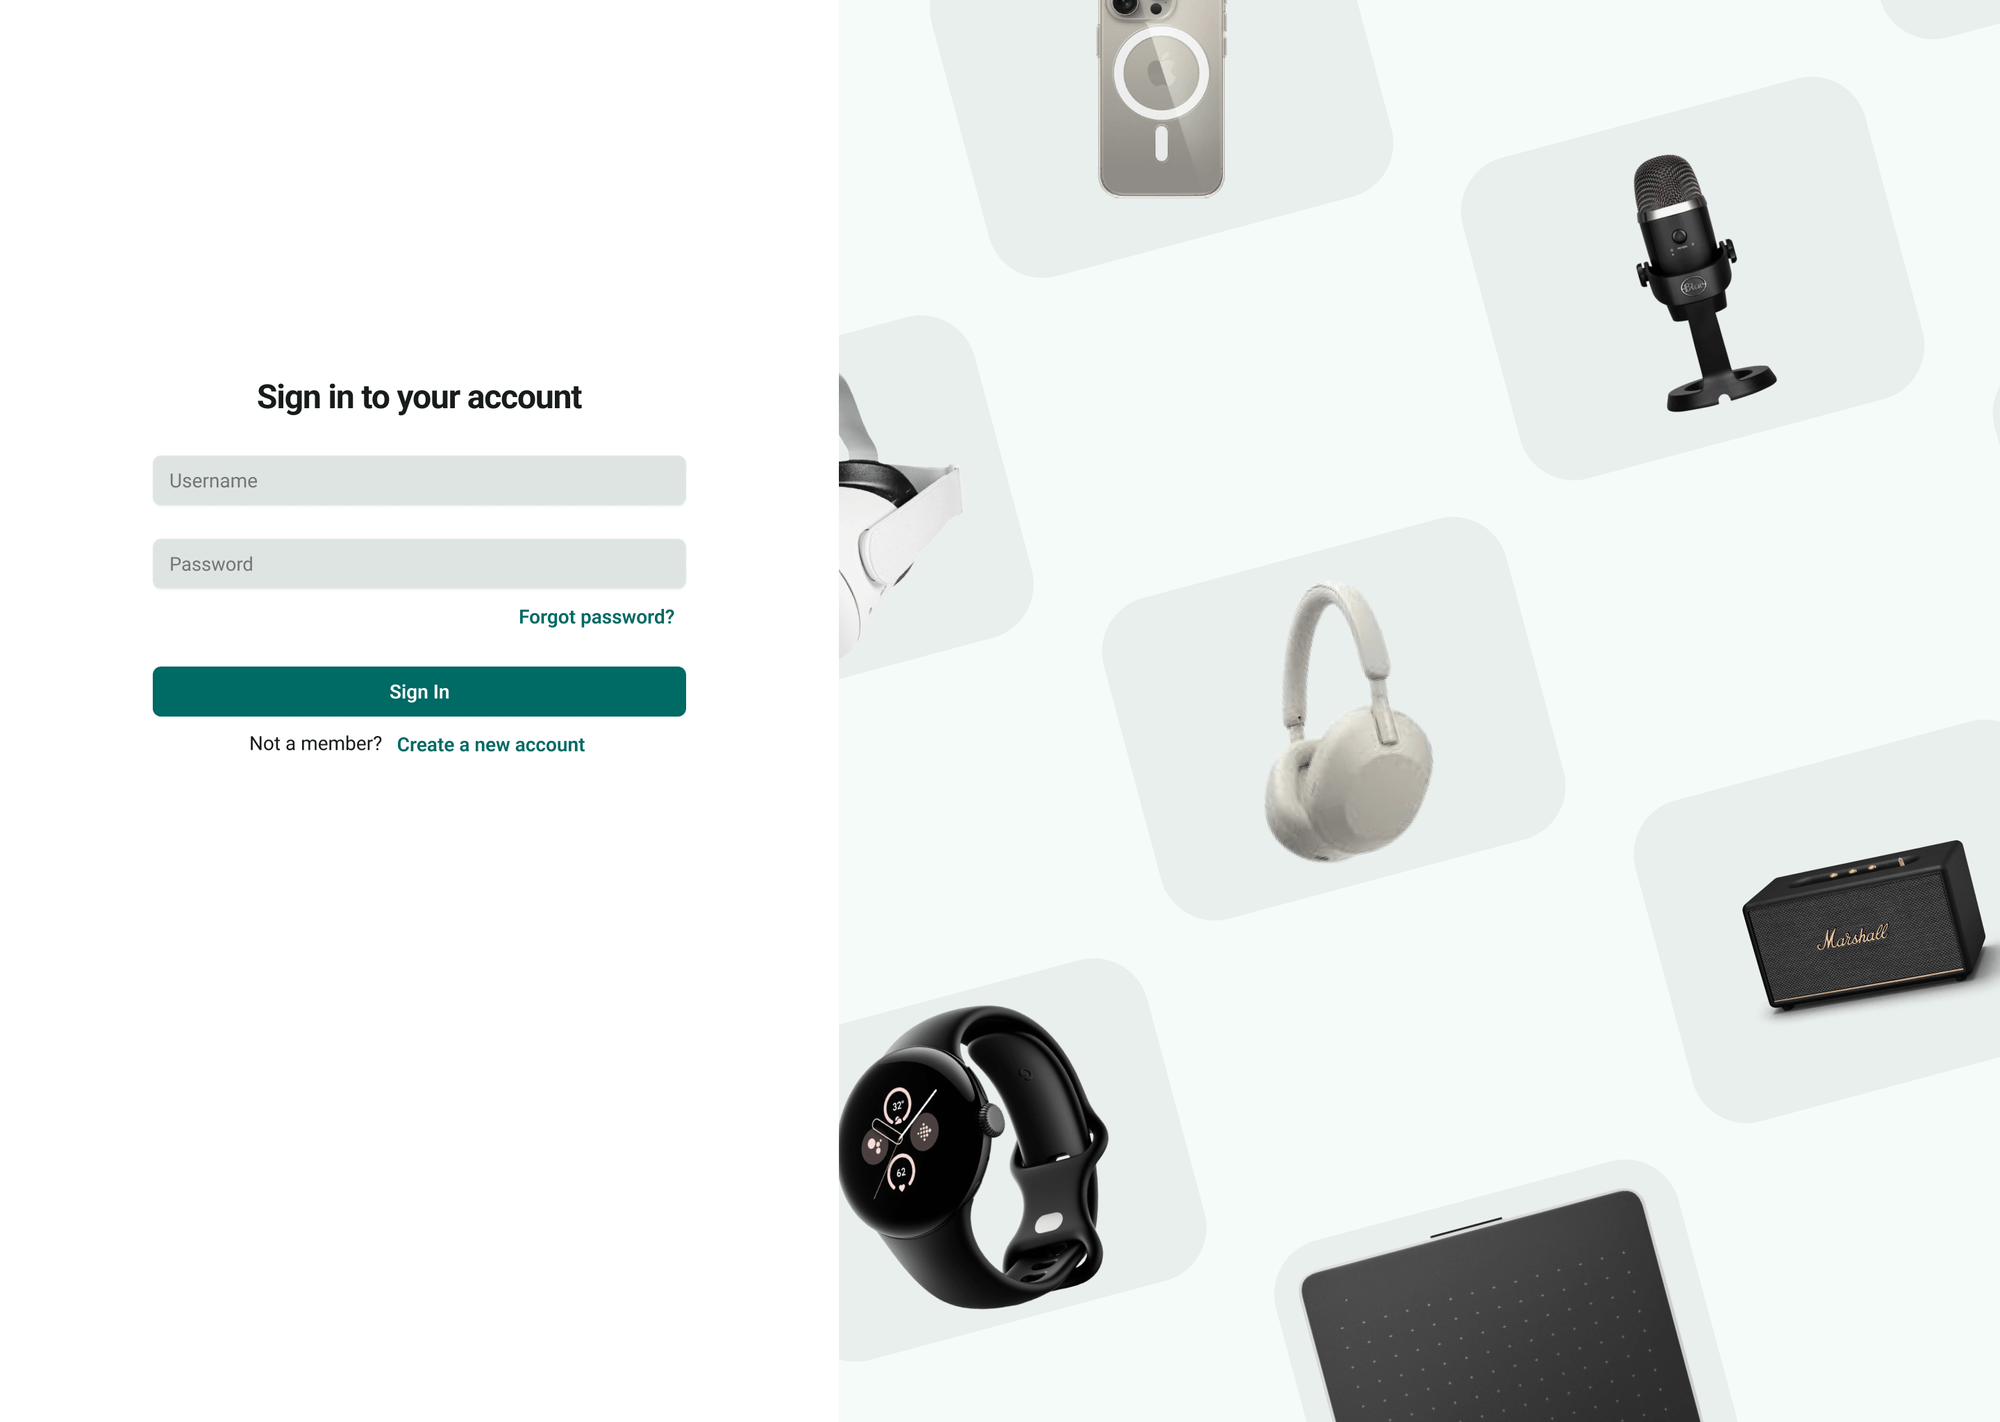 Sign in to your account
Username
Password
Forgot password?
Sign In
Not a member? Create a new account
Blue
Marshall
32°
62